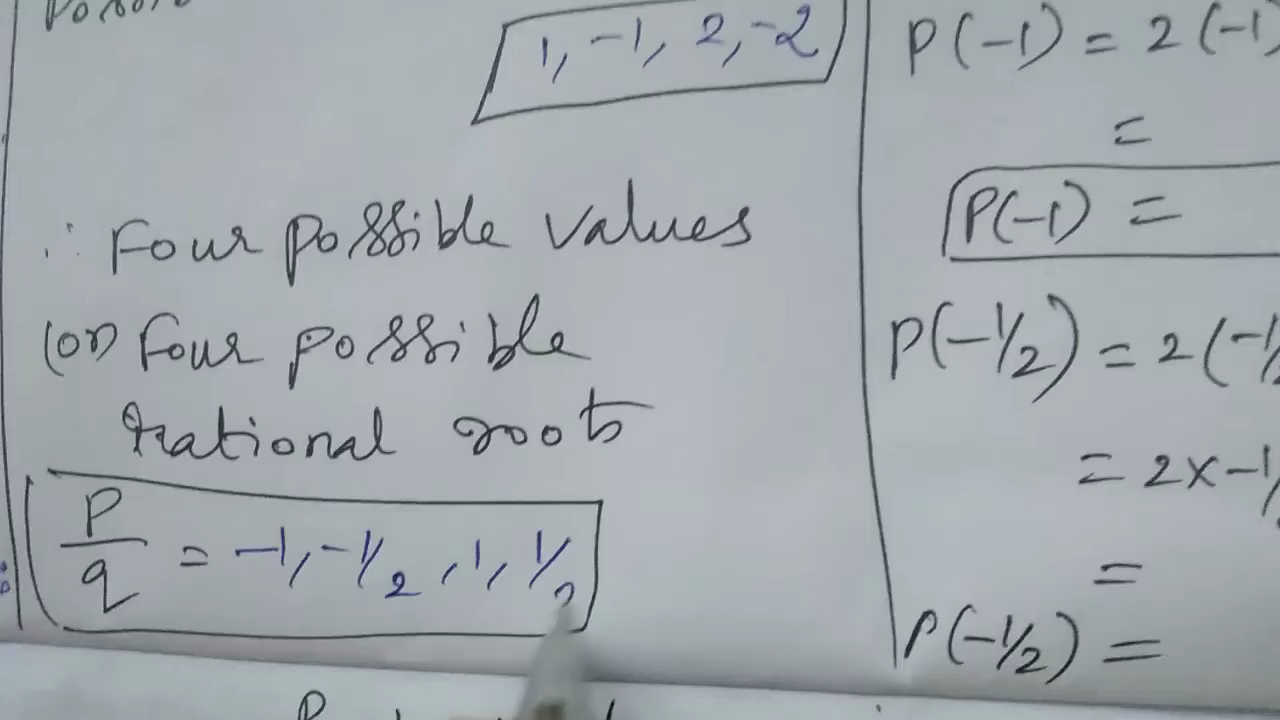 1, -1, 2, -2
∴ Four possible values
(or) Four possible
rational roots
P/q = -1, -1/2, 1, 1/2
P(-1) = 2(-1)
=
P(-1) =
P(-1/2) = 2(-1/2
= 2x-1/
=
P(-1/2) =